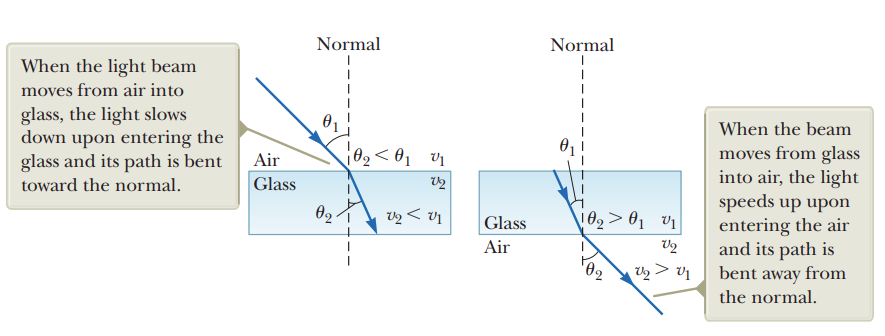 Normal
Normal
When the light beam
moves from air into
glass, the light slows
down upon entering the
glass and its path is bent
toward the normal.
θ1
Air
θ2 < θ1
v1
Glass
v2
θ2
v2 < v1
θ1
Glass
θ2 > θ1
v1
Air
v2
θ2
v2 > v1
When the beam
moves from glass
into air, the light
speeds up upon
entering the air
and its path is
bent away from
the normal.